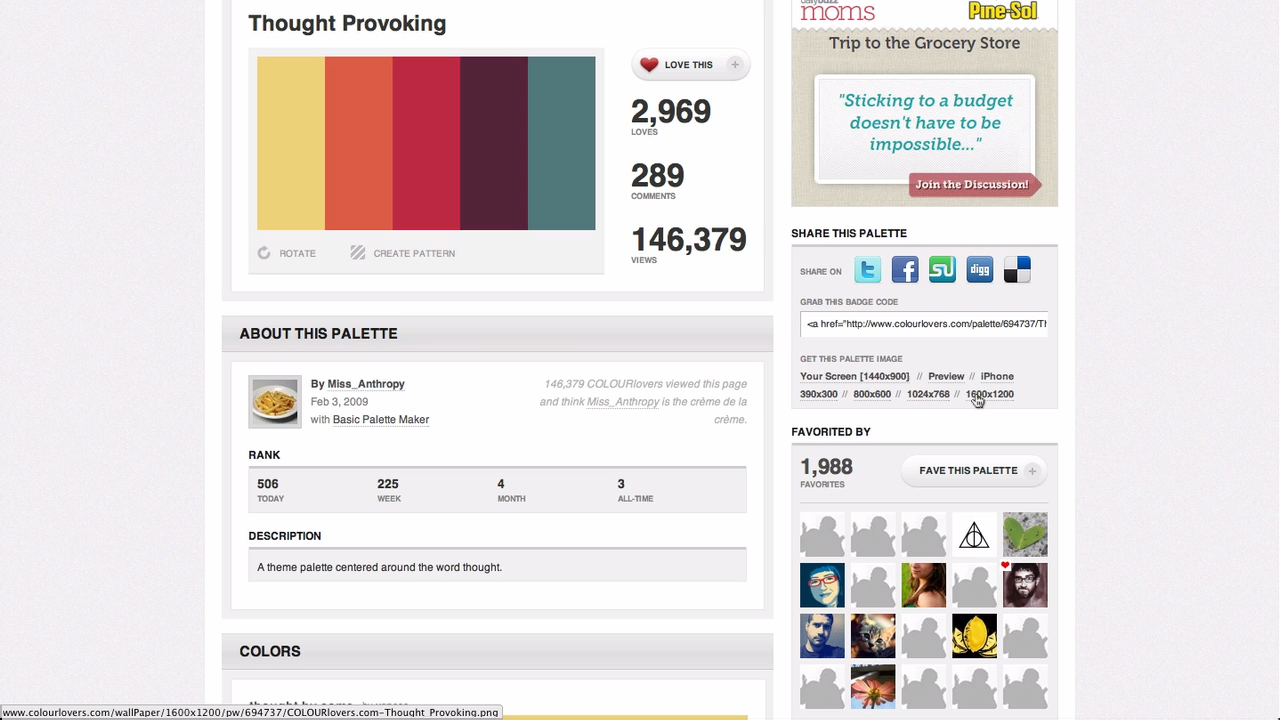 Thought Provoking
LOVE THIS
2,969
LOVES
289
COMMENTS
146,379
VIEWS
ROTATE
CREATE PATTERN
ABOUT THIS PALETTE
By Miss_Anthropy
Feb 3, 2009
with Basic Palette Maker
146,379 COLOURlovers viewed this page
and think Miss_Anthropy is the crème de la
crème.
RANK
506
TODAY
225
WEEK
4
MONTH
3
ALL-TIME
DESCRIPTION
A theme palette centered around the word thought.
COLORS
moms
Pine-Sol
Trip to the Grocery Store
"Sticking to a budget
doesn't have to be
impossible..."
Join the Discussion!
SHARE THIS PALETTE
SHARE ON
digg
GRAB THIS BADGE CODE
<a href="http://www.colourlovers.com/palette/694737/Th
GET THIS PALETTE IMAGE
Your Screen [1440x900] // Preview // iPhone
390x300 // 800x600 // 1024x768 // 1600x1200
FAVORITED BY
1,988
FAVORITES
FAVE THIS PALETTE
www.colourlovers.com/wallPaper/1600x1200/pw/694737/COLOURlovers.com-Thought_Provoking.png